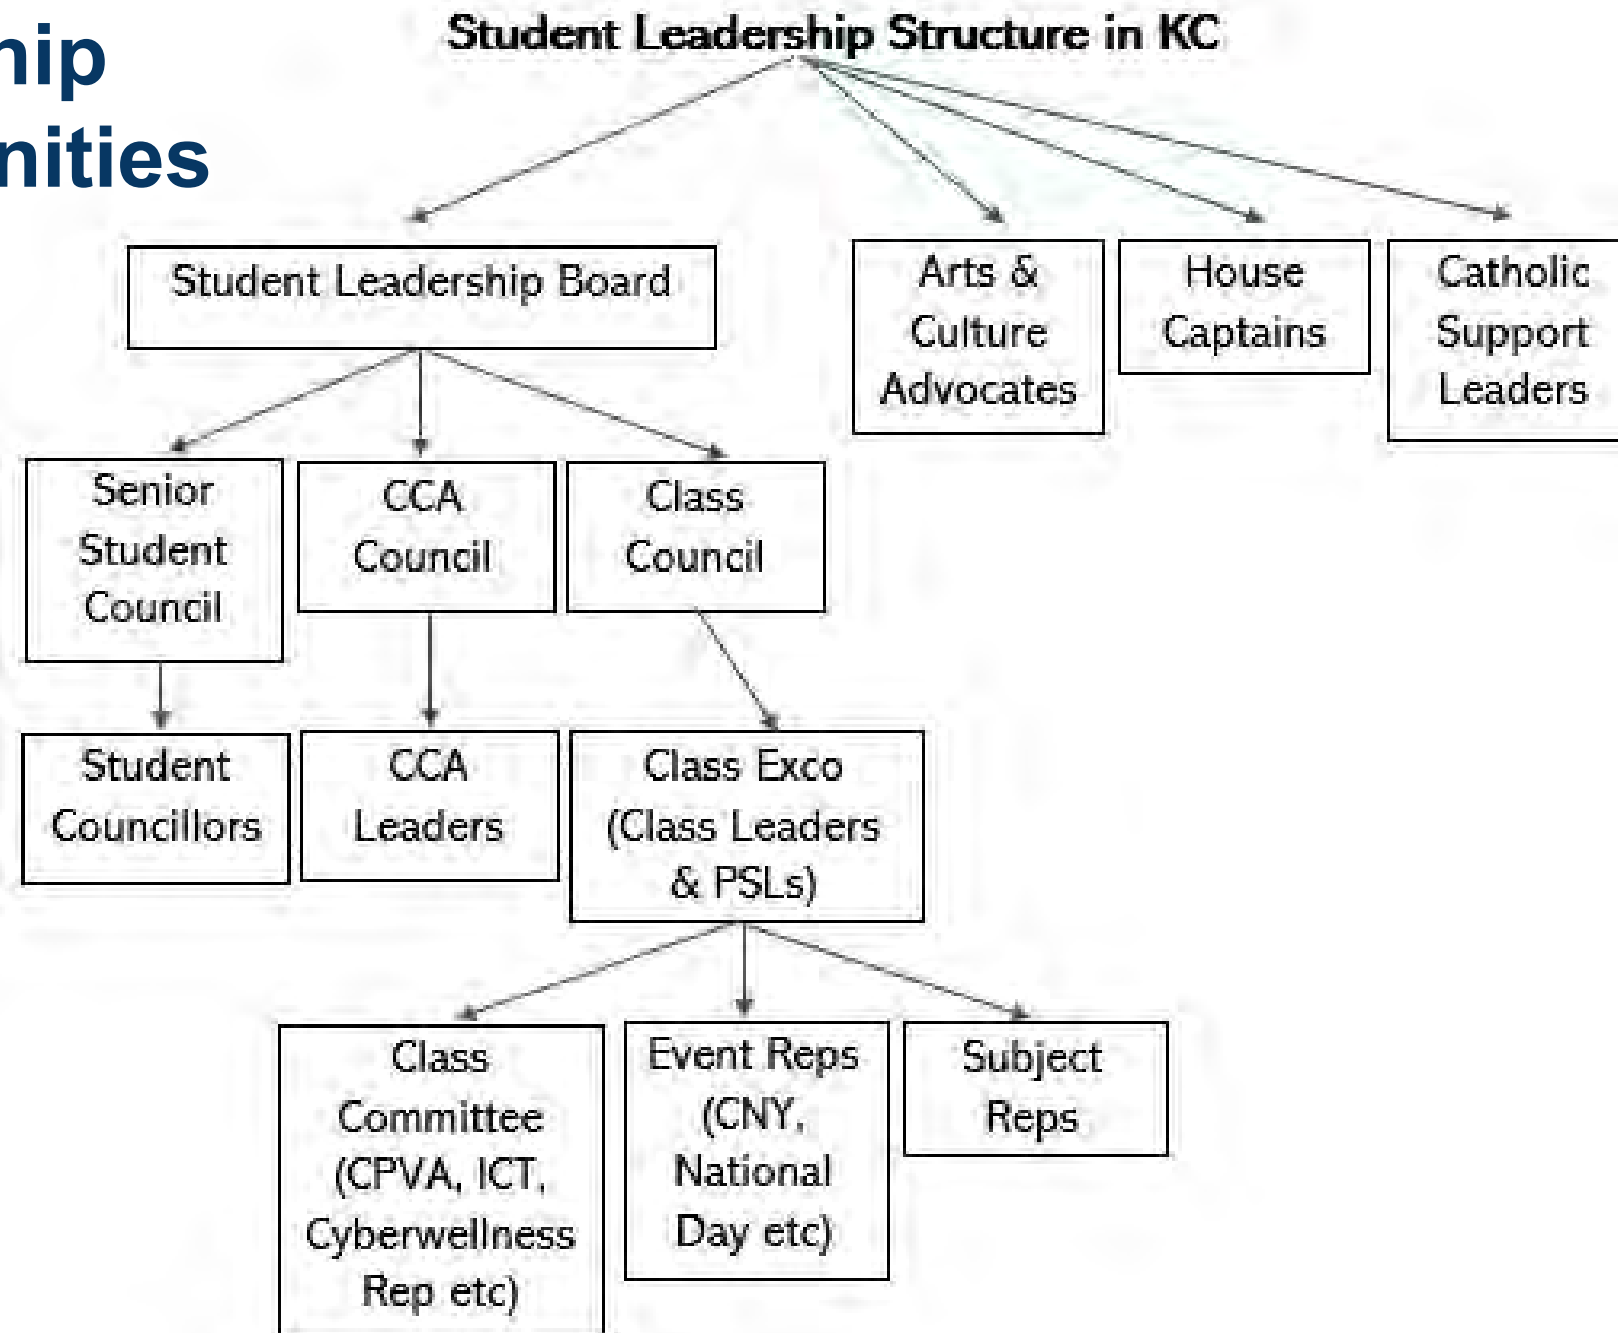 Student Leadership Structure in KC
hip
nities
Student Leadership Board
Arts &
Culture
Advocates
House
Captains
Catholic
Support
Leaders
Senior
Student
Council
CCA
Council
Class
Council
Student
Councillors
CCA
Leaders
Class Exco
(Class Leaders
& PSLs)
Class
Committee
(CPVA, ICT,
Cyberwellness
Rep etc)
Event Reps
(CNY,
National
Day etc)
Subject
Reps